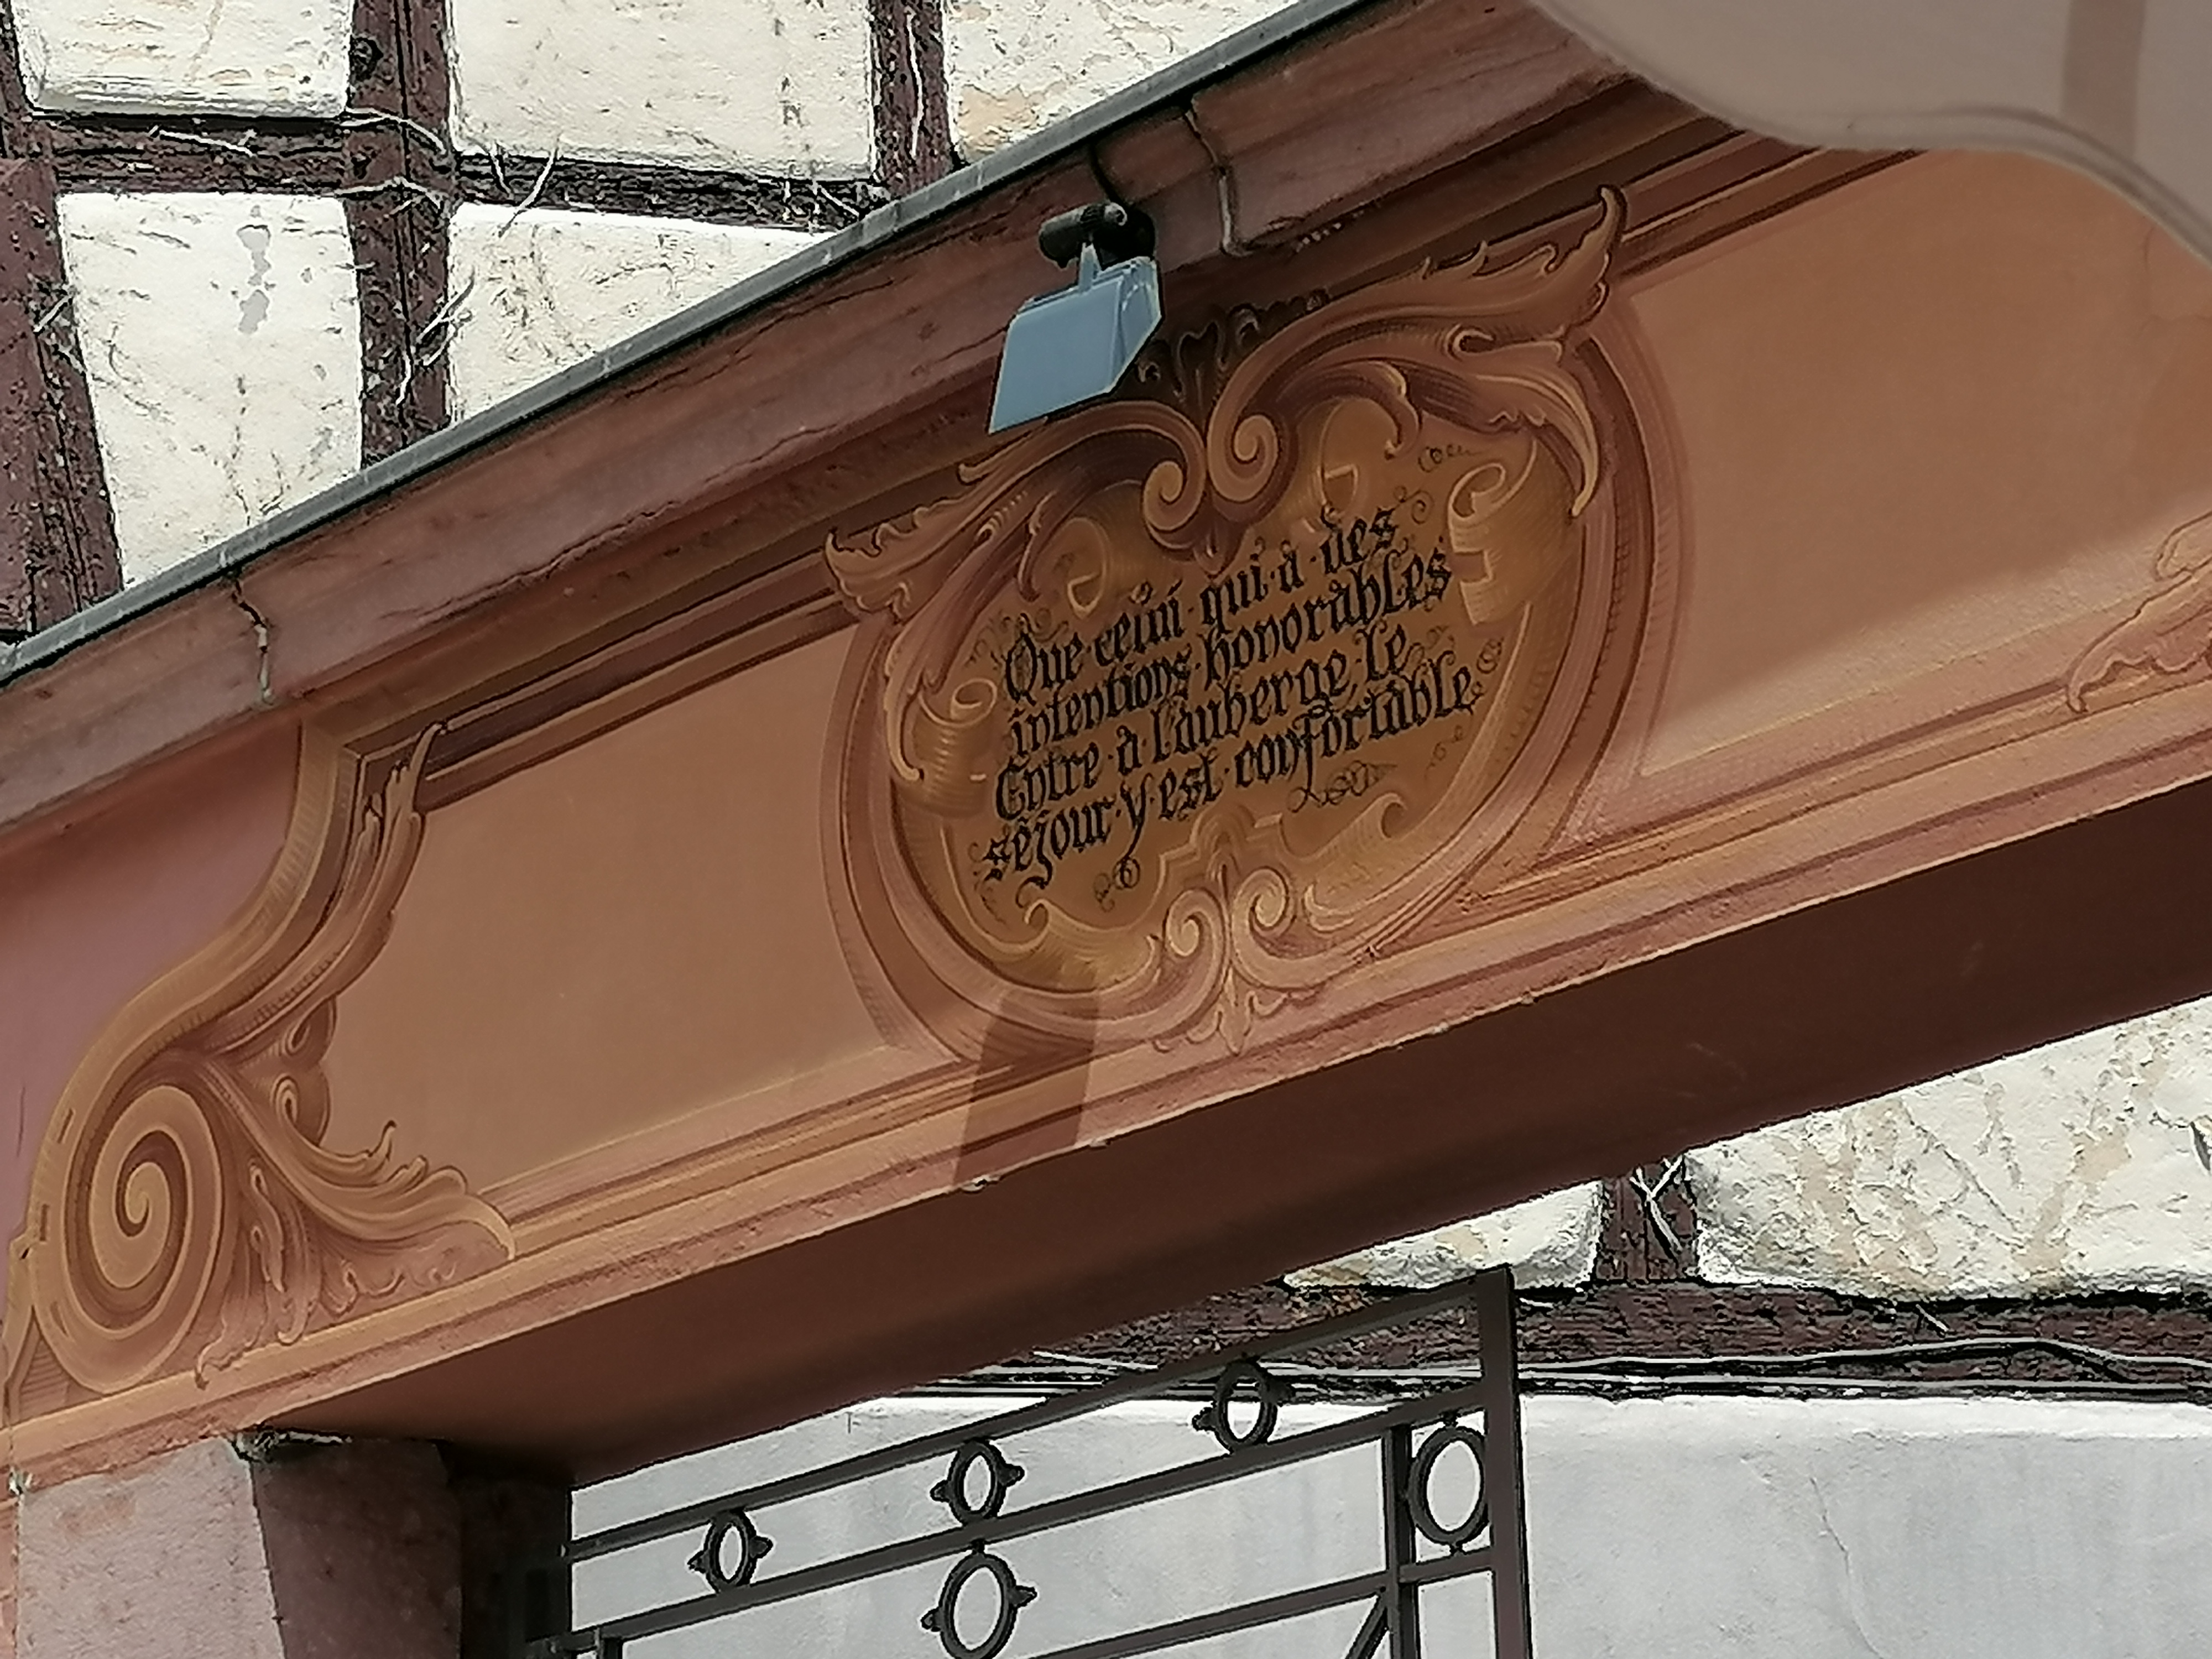 Que·celui·qui·a·des
intentions·honorables
Entre·à·l'auberge·Le
séjour·y·est·confortable